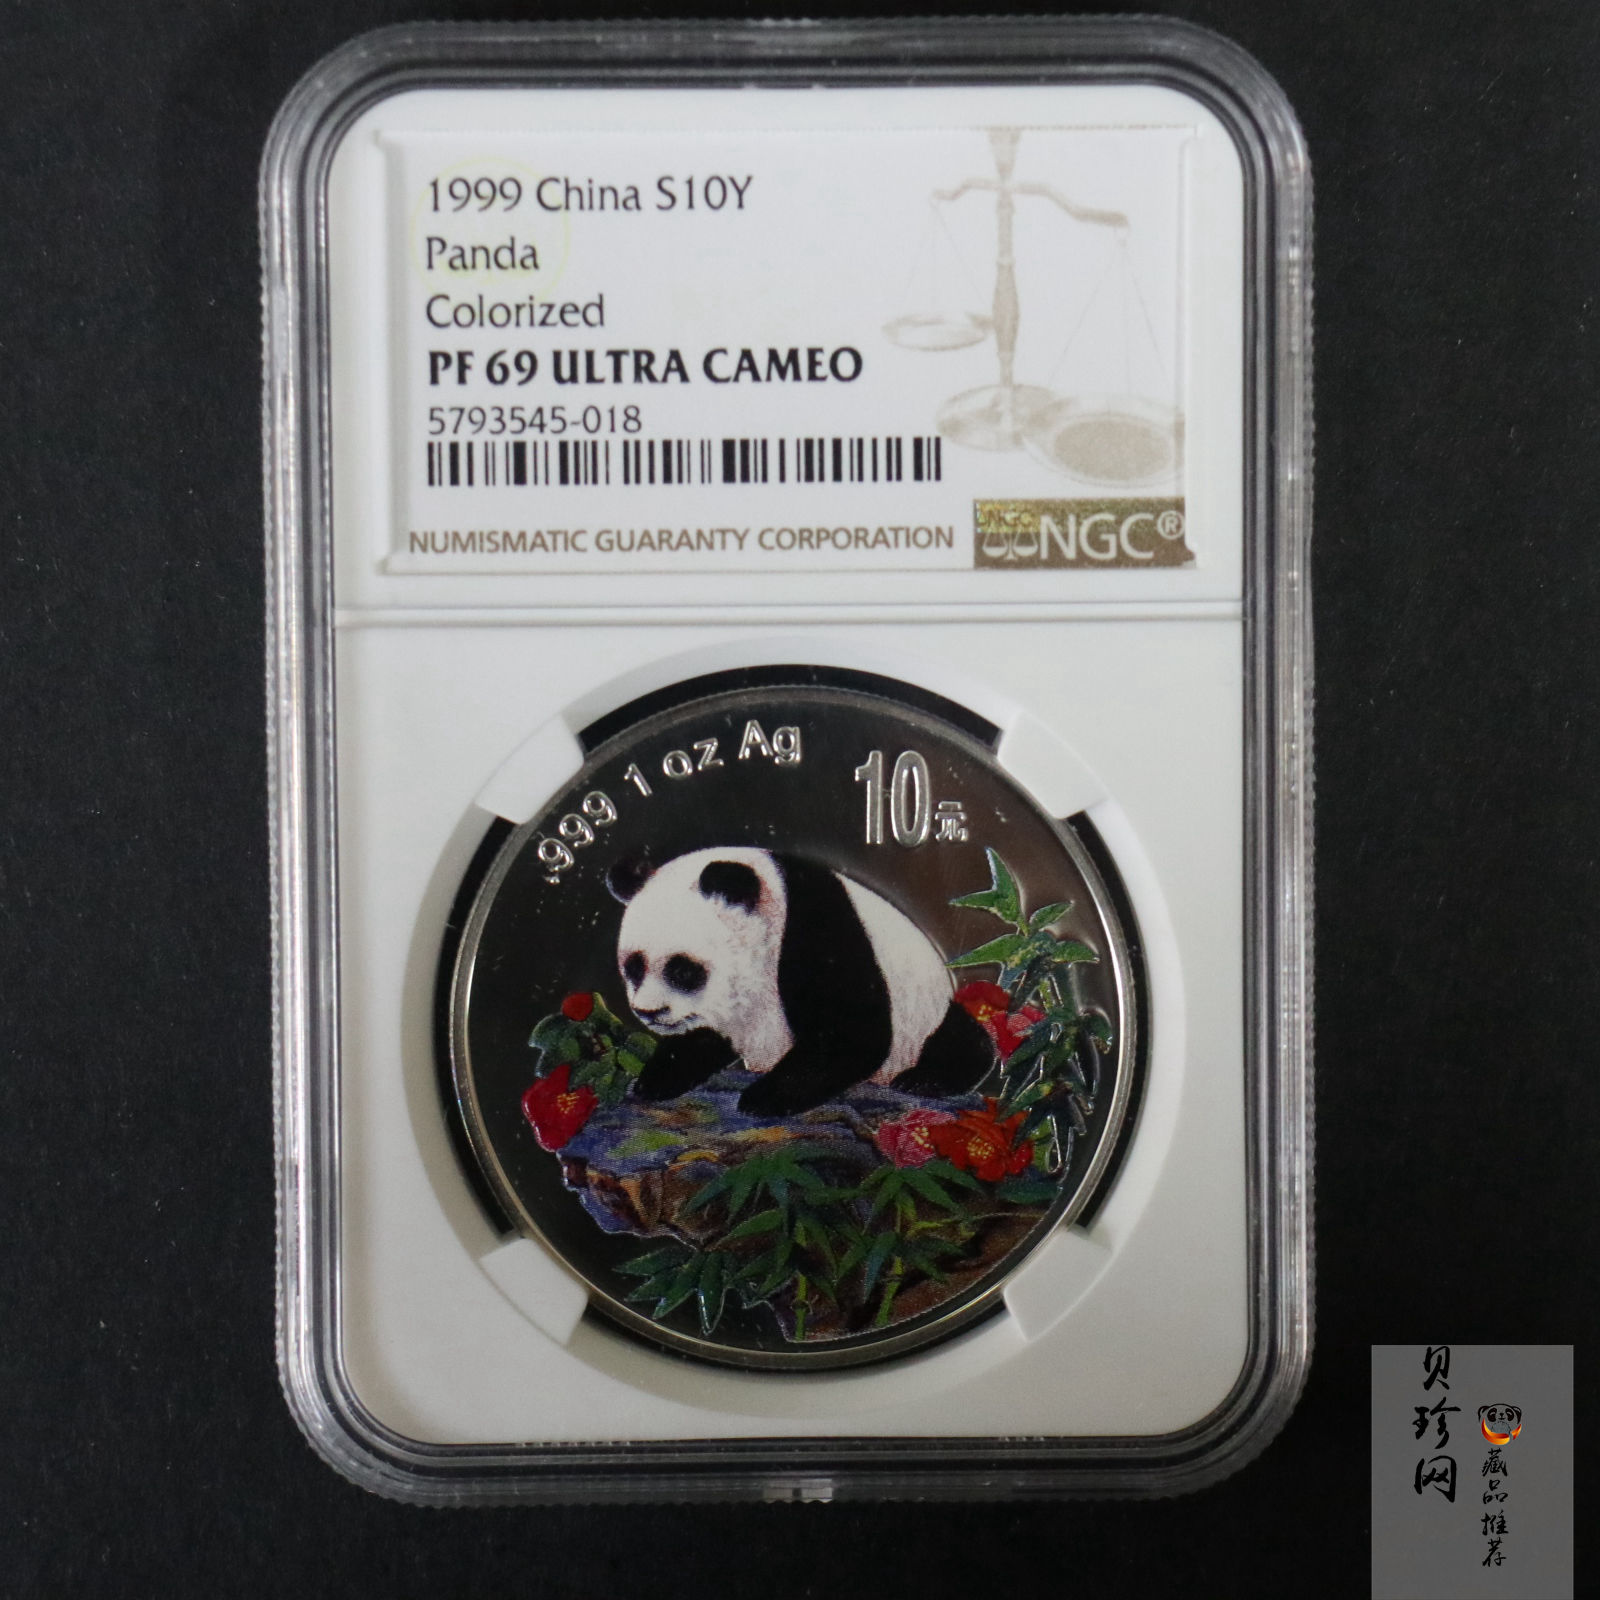 1999 China S10Y
Panda
Colorized
PF 69 ULTRA CAMEO
5793545-018
NUMISMATIC GUARANTY CORPORATION
NGC
NGC®
.999 1 oz Ag
10元
贝珍网
藏品推荐